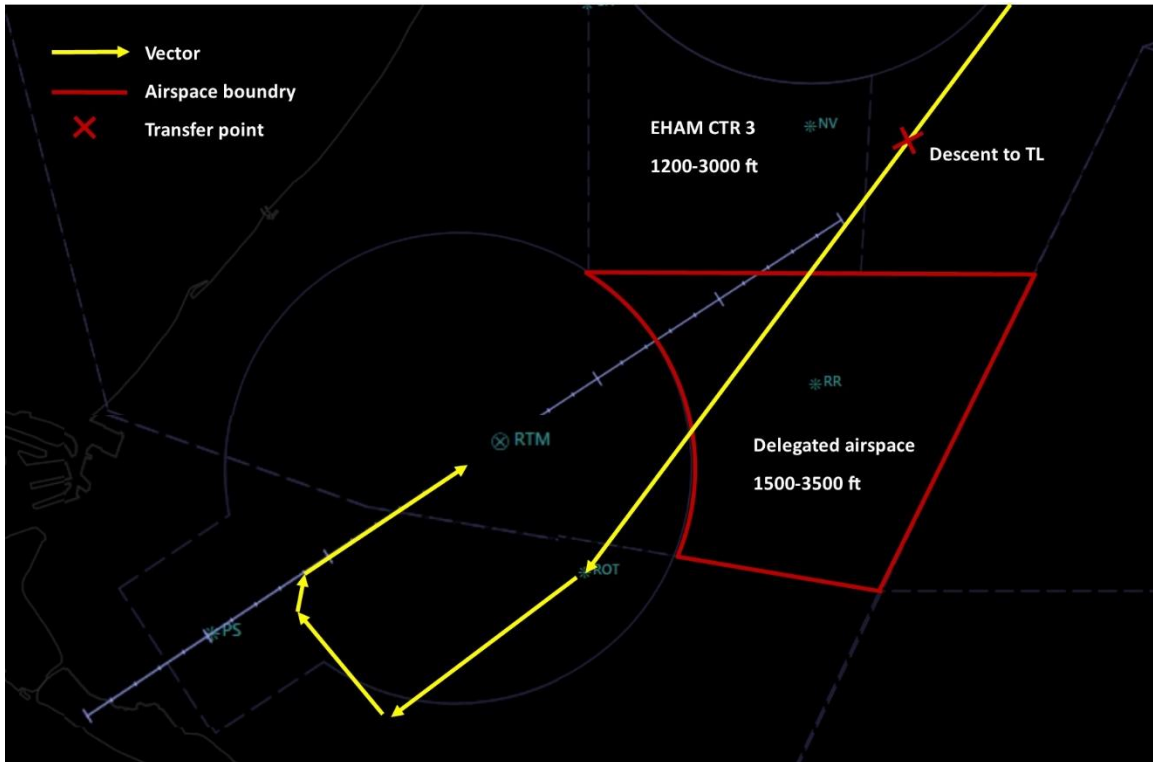 Vector
Airspace boundry
Transfer point
EHAM CTR 3
1200-3000 ft
NV
Descent to TL
RR
RTM
Delegated airspace
1500-3500 ft
ROT
PS